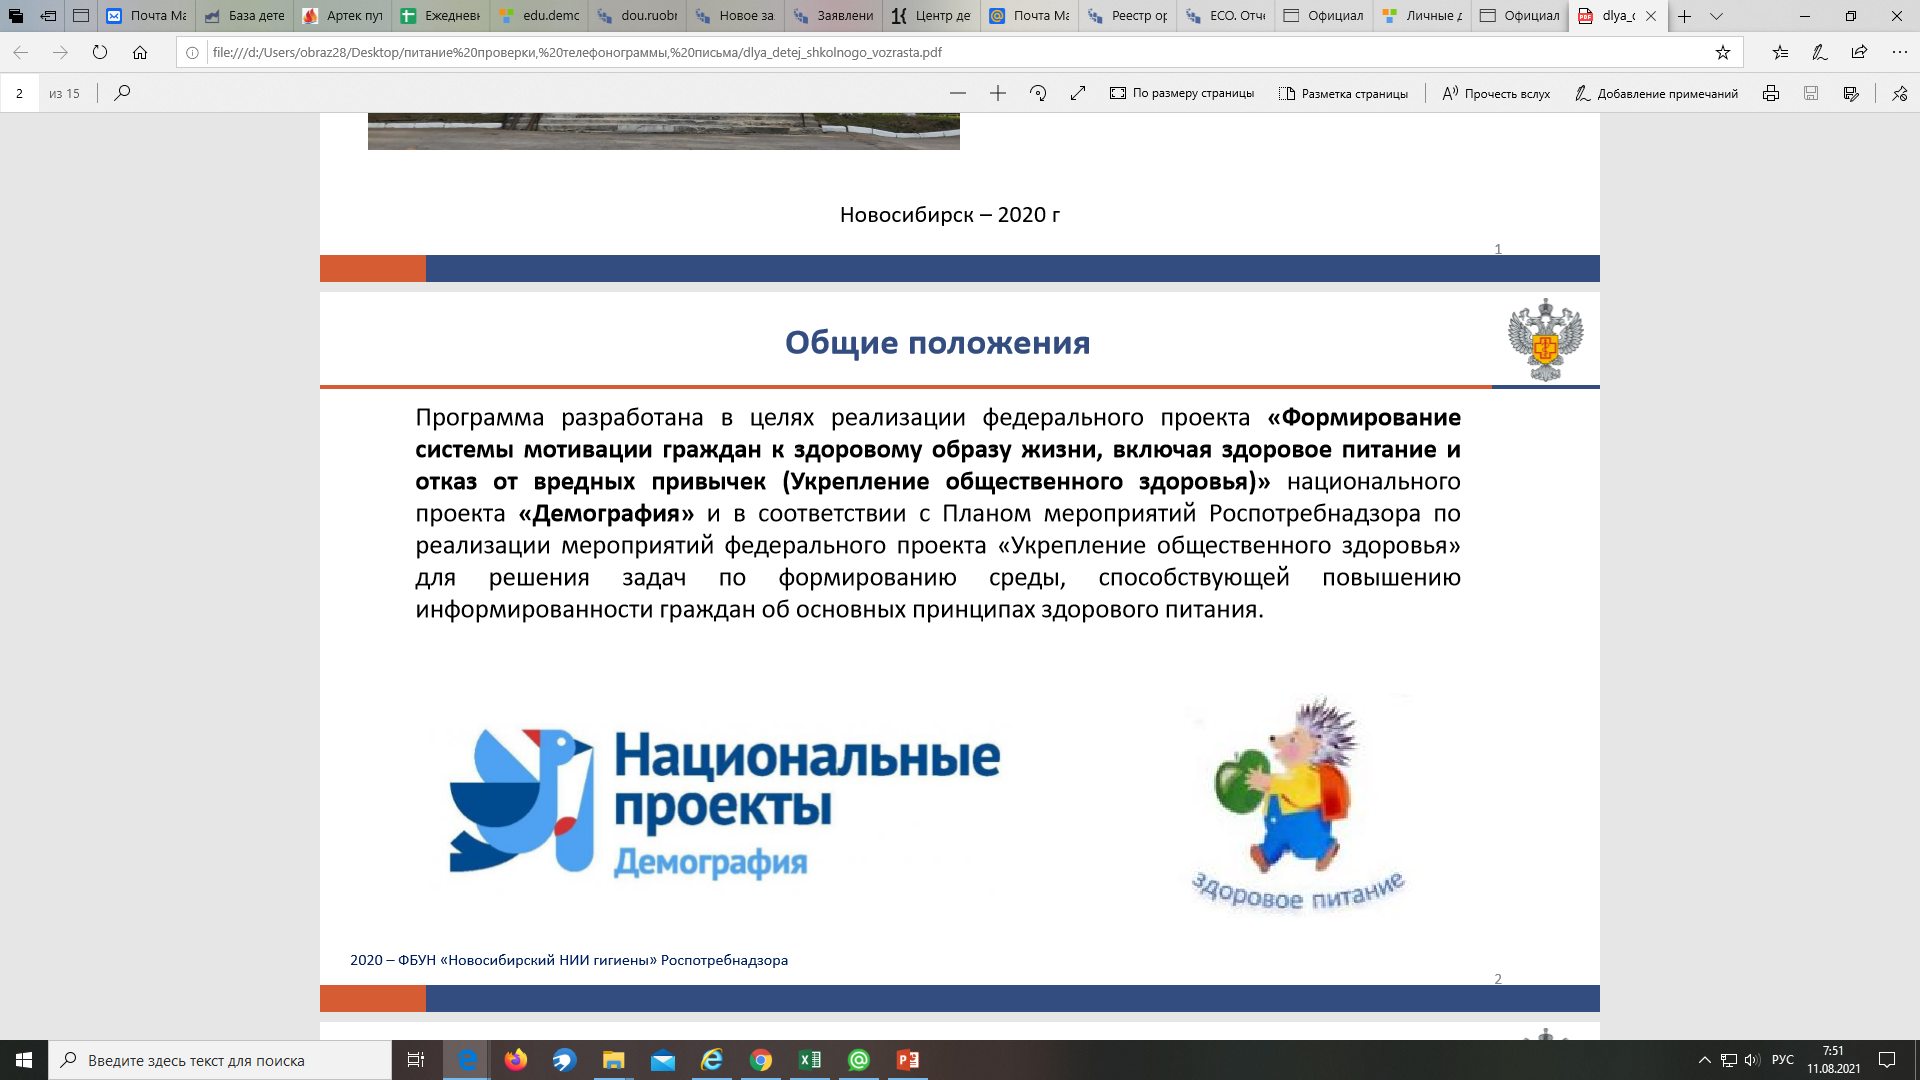 Почта Ma
База дете
Артек пут
Ежедневн
edu.demc
dou.ruobr
Новое за
Заявлени
Центр де
Почта Ma
Реестр ор
ЕСО. Отче
Официал
Личные д
Официал
dlya_c
file:///d:/Users/obraz28/Desktop/питание%20проверки,%20телефонограммы,%20письма/dlya_detej_shkolnogo_vozrasta.pdf
2 из 15
По размеру страницы
Разметка страницы
Прочесть вслух
Добавление примечаний
Новосибирск – 2020 г
1
Общие положения
Программа разработана в целях реализации федерального проекта «Формирование
системы мотивации граждан к здоровому образу жизни, включая здоровое питание и
отказ от вредных привычек (Укрепление общественного здоровья)» национального
проекта «Демография» и в соответствии с Планом мероприятий Роспотребнадзора по
реализации мероприятий федерального проекта «Укрепление общественного здоровья»
для решения задач по формированию среды, способствующей повышению
информированности граждан об основных принципах здорового питания.
Национальные
проекты
Демография
здоровое питание
2020 – ФБУН «Новосибирский НИИ гигиены» Роспотребнадзора
2
Введите здесь текст для поиска
РУС
7:51
11.08.2021